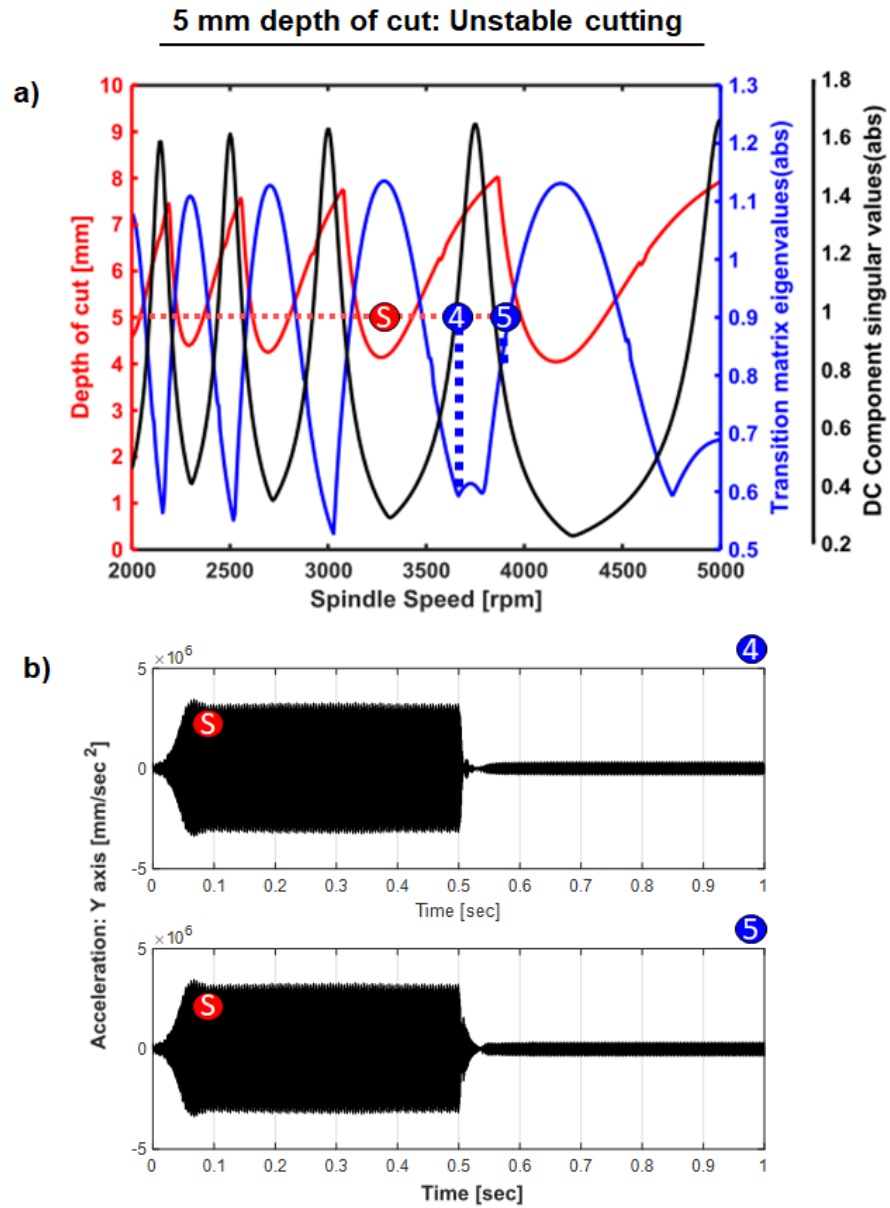 5 mm depth of cut: Unstable cutting
a)
10
9
8
7
6
5
4
3
2
1
0
Depth of cut [mm]
S
4
5
1.3
1.2
1.1
1
0.9
0.8
0.7
0.6
0.5
Transition matrix eigenvalues(abs)
1.8
1.6
1.4
1.2
1
0.8
0.6
0.4
0.2
DC Component singular values(abs)
2000 2500 3000 3500 4000 4500 5000
Spindle Speed [rpm]
b)
4
×10⁶
5
0
-5
S
0 0.1 0.2 0.3 0.4 0.5 0.6 0.7 0.8 0.9 1
Time [sec]
Acceleration: Y axis [mm/sec²]
5
×10⁶
5
0
-5
S
0 0.1 0.2 0.3 0.4 0.5 0.6 0.7 0.8 0.9 1
Time [sec]